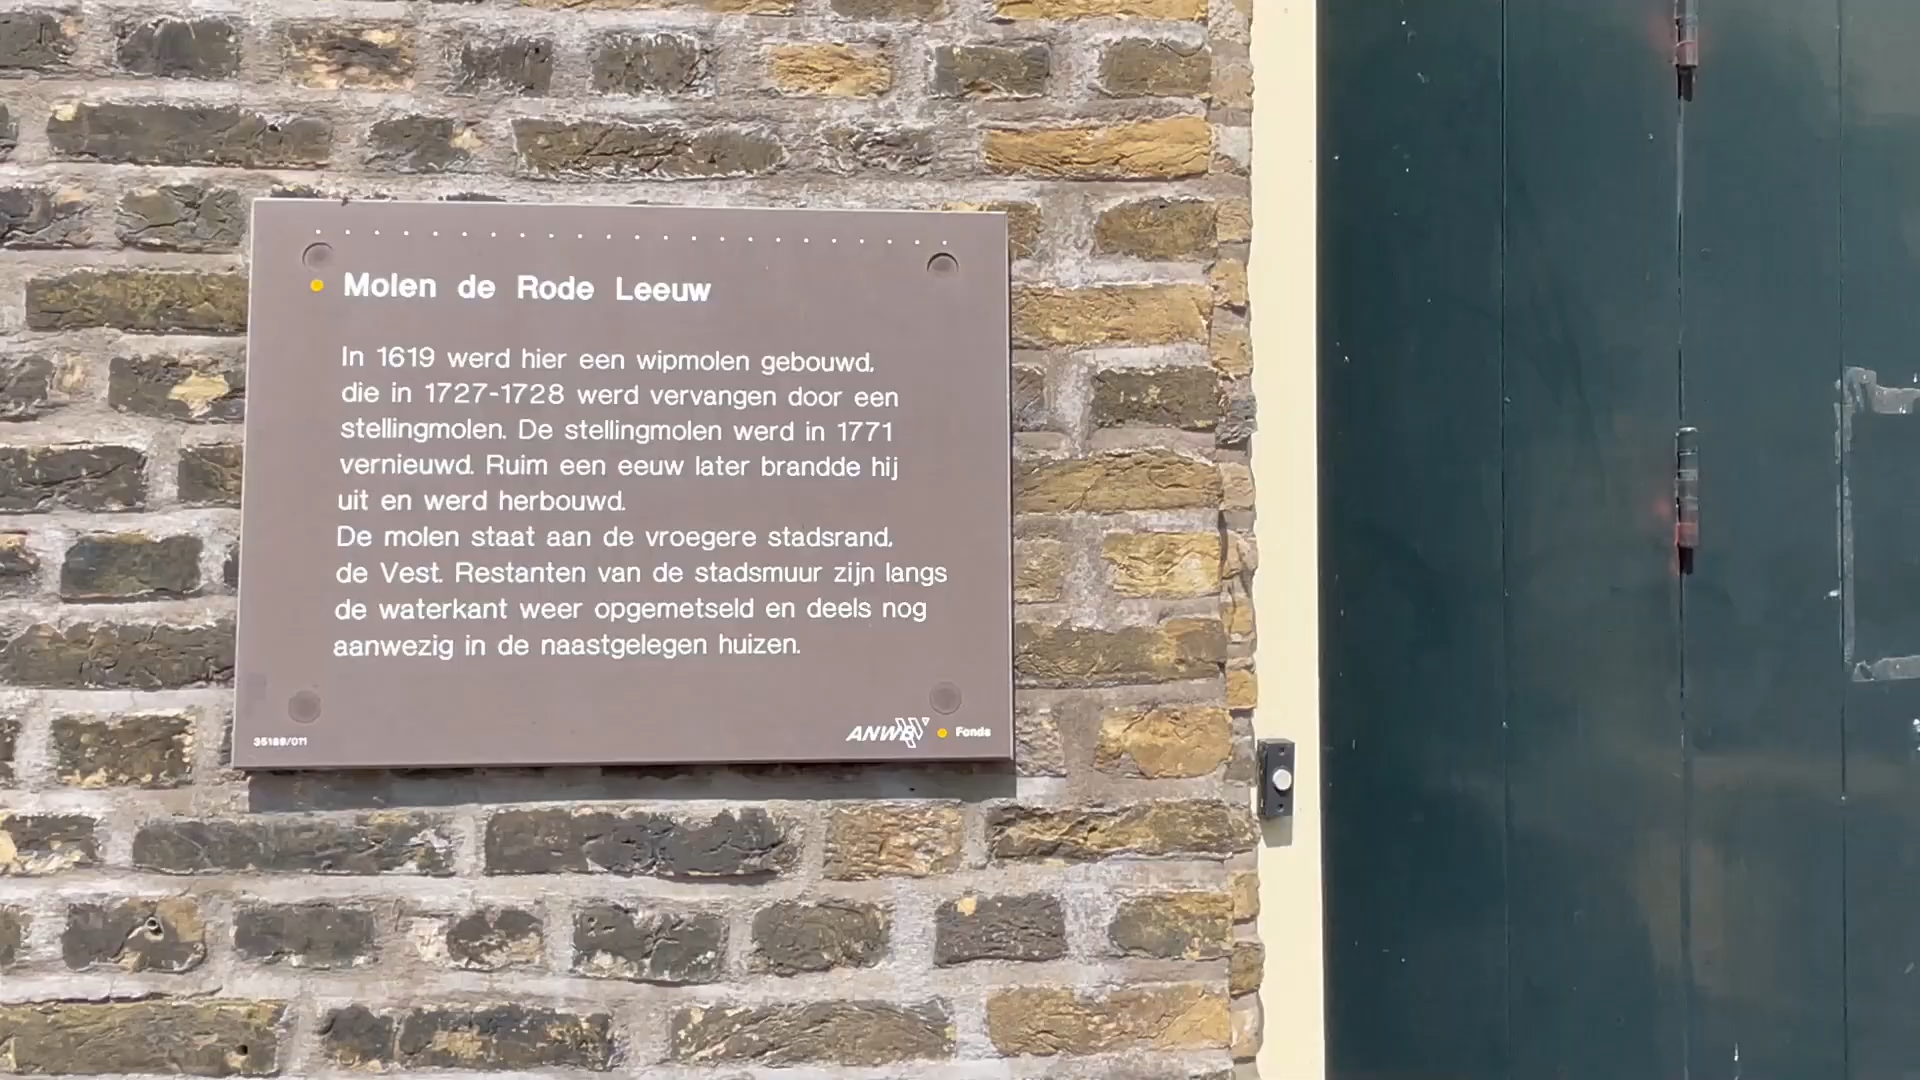 Molen de Rode Leeuw
In 1619 werd hier een wipmolen gebouwd,
die in 1727-1728 werd vervangen door een
stellingmolen. De stellingmolen werd in 1771
vernieuwd. Ruim een eeuw later brandde hij
uit en werd herbouwd.
De molen staat aan de vroegere stadsrand,
de Vest. Restanten van de stadsmuur zijn langs
de waterkant weer opgemetseld en deels nog
aanwezig in de naastgelegen huizen.
35189/011
ANWB Fonds